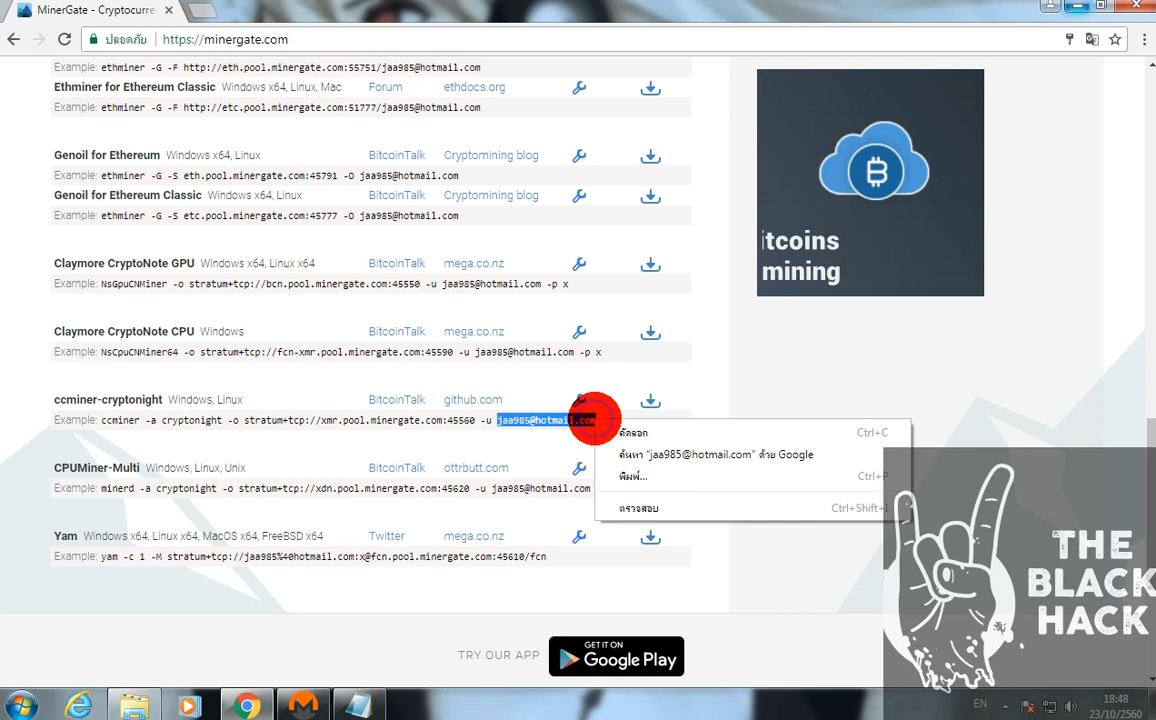 MinerGate - Cryptocurre
ปลอดภัย https://minergate.com
Example: ethminer -G -F http://eth.pool.minergate.com:55751/jaa985@hotmail.com
Ethminer for Ethereum Classic Windows x64, Linux, Mac Forum ethdocs.org
Example: ethminer -G -F http://etc.pool.minergate.com:51777/jaa985@hotmail.com
Genoil for Ethereum Windows x64, Linux BitcoinTalk Cryptomining blog
Example: ethminer -G -S eth.pool.minergate.com:45791 -O jaa985@hotmail.com
Genoil for Ethereum Classic Windows x64, Linux BitcoinTalk Cryptomining blog
Example: ethminer -G -S etc.pool.minergate.com:45777 -O jaa985@hotmail.com
itcoins
mining
Claymore CryptoNote GPU Windows x64, Linux x64 BitcoinTalk mega.co.nz
Example: NsGpuCNMiner -o stratum+tcp://bcn.pool.minergate.com:45550 -u jaa985@hotmail.com -p x
Claymore CryptoNote CPU Windows BitcoinTalk mega.co.nz
Example: NsCpuCNMiner64 -o stratum+tcp://fcn-xmr.pool.minergate.com:45590 -u jaa985@hotmail.com -p x
ccminer-cryptonight Windows, Linux BitcoinTalk github.com
Example: ccminer -a cryptonight -o stratum+tcp://xmr.pool.minergate.com:45560 -u jaa985@hotmail.com
คัดลอก Ctrl+C
ค้นหา "jaa985@hotmail.com" ด้วย Google
พิมพ์... Ctrl+P
ตรวจสอบ Ctrl+Shift+I
CPUMiner-Multi Windows, Linux, Unix BitcoinTalk ottrbutt.com
Example: minerd -a cryptonight -o stratum+tcp://xdn.pool.minergate.com:45620 -u jaa985@hotmail.com
Yam Windows x64, Linux x64, MacOS x64, FreeBSD x64 Twitter mega.co.nz
Example: yam -c 1 -M stratum+tcp://jaa985%40hotmail.com:x@fcn.pool.minergate.com:45610/fcn
THE
BLACK
HACK
TRY OUR APP GET IT ON
Google Play
EN 18:48
23/10/2560